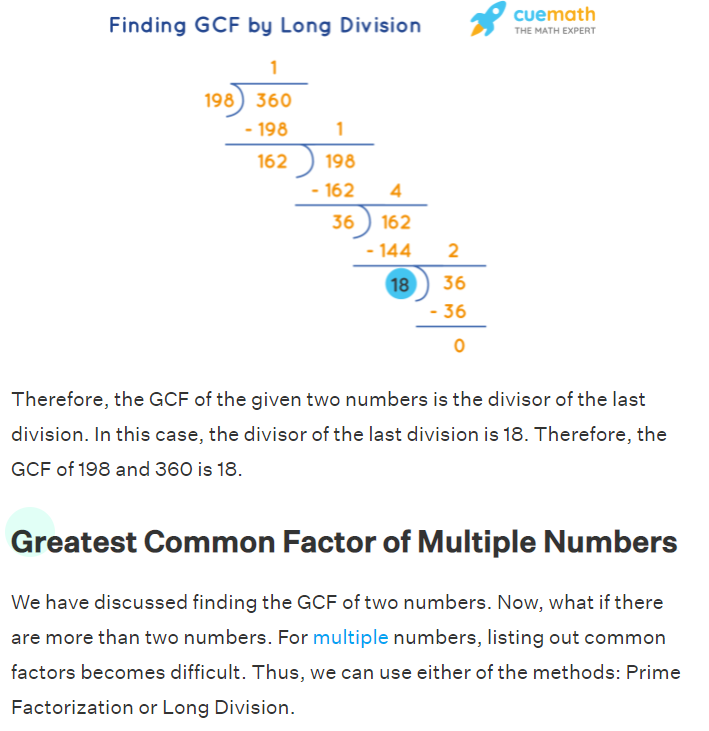 Finding GCF by Long Division
cuemath
THE MATH EXPERT
1
198) 360
- 198 1
162 ) 198
- 162 4
36 ) 162
- 144 2
18 ) 36
- 36
0
Therefore, the GCF of the given two numbers is the divisor of the last
division. In this case, the divisor of the last division is 18. Therefore, the
GCF of 198 and 360 is 18.
Greatest Common Factor of Multiple Numbers
We have discussed finding the GCF of two numbers. Now, what if there
are more than two numbers. For multiple numbers, listing out common
factors becomes difficult. Thus, we can use either of the methods: Prime
Factorization or Long Division.